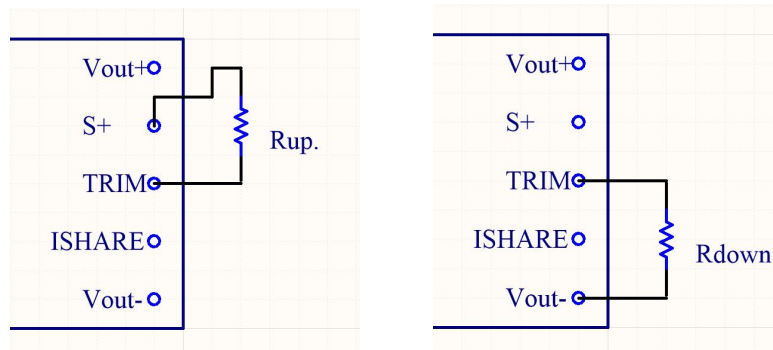 Vout+
S+
Rup.
TRIM
ISHARE
Vout-
Vout+
S+
TRIM
ISHARE
Rdown
Vout-